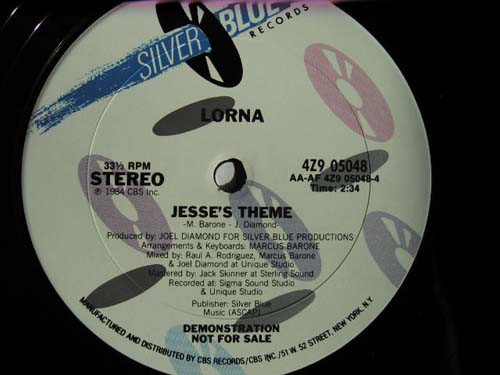 SILVER BLUE
RECORDS
LORNA
33⅓ RPM
STEREO
℗ 1984 CBS Inc.
4Z9 05048
AA-AF 4Z9 05048-4
Time: 2:34
JESSE'S THEME
-M. Barone - J. Diamond-
Produced by: JOEL DIAMOND FOR SILVER BLUE PRODUCTIONS
Arrangements & Keyboards: MARCUS BARONE
Mixed by: Raul A. Rodriguez, Marcus Barone
& Joel Diamond at Unique Studio
Mastered by: Jack Skinner at Sterling Sound
Recorded at: Sigma Sound Studio
& Unique Studio
Publisher: Silver Blue
Music (ASCAP)
DEMONSTRATION
NOT FOR SALE
MANUFACTURED AND DISTRIBUTED BY CBS RECORDS/CBS INC./51 W. 52 STREET, NEW YORK, N.Y.